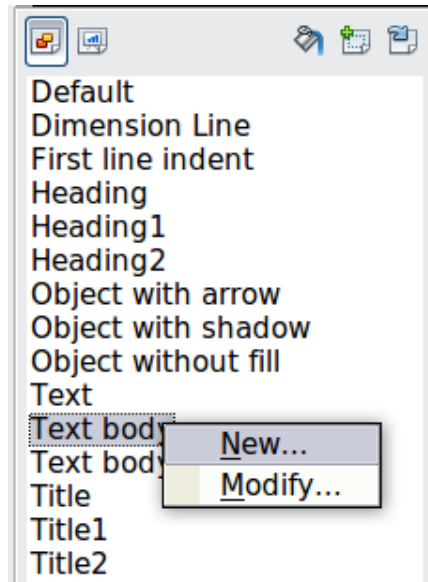 Default
Dimension Line
First line indent
Heading
Heading1
Heading2
Object with arrow
Object with shadow
Object without fill
Text
Text body
New...
Text body
Modify...
Title
Title1
Title2